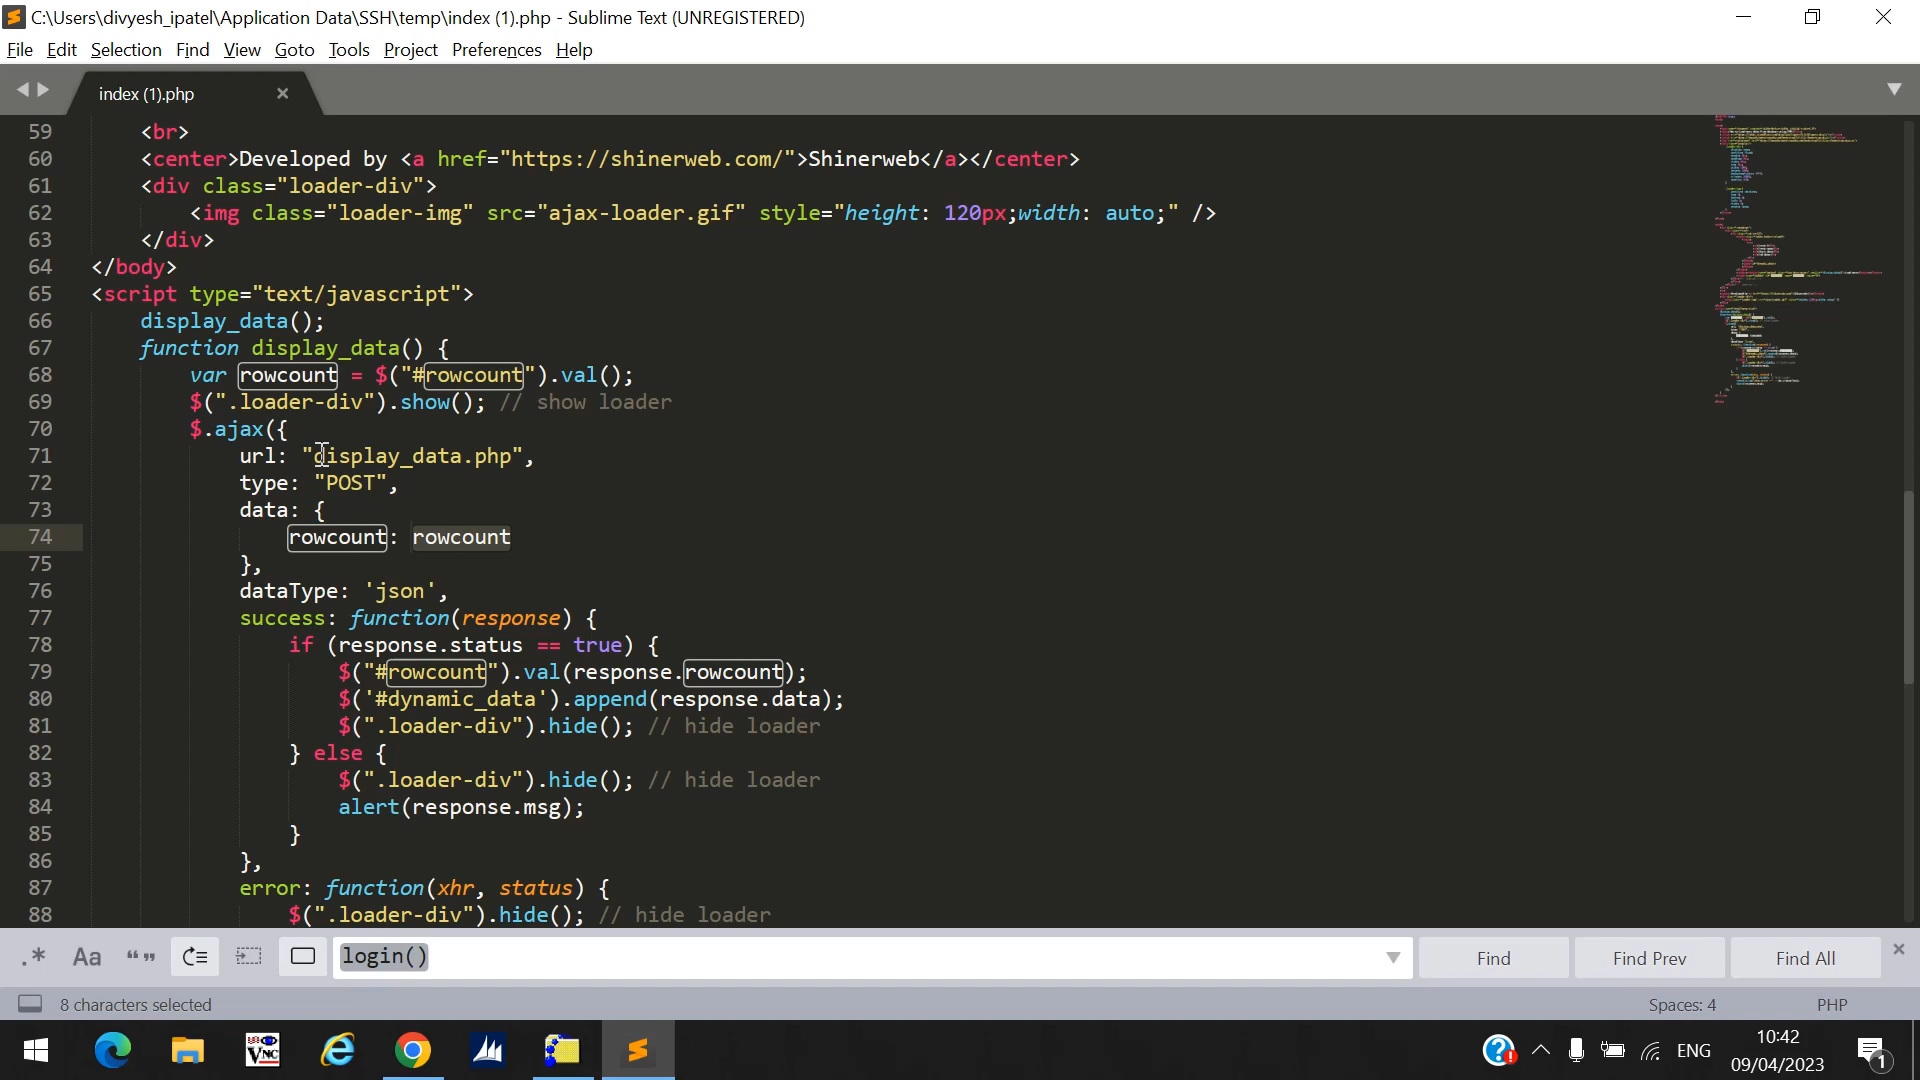 C:\Users\divyesh_ipatel\Application Data\SSH\temp\index (1).php - Sublime Text (UNREGISTERED)
File Edit Selection Find View Goto Tools Project Preferences Help
index (1).php
59 <br>
60 <center>Developed by <a href="https://shinerweb.com/">Shinerweb</a></center>
61 <div class="loader-div">
62 <img class="loader-img" src="ajax-loader.gif" style="height: 120px;width: auto;" />
63 </div>
64 </body>
65 <script type="text/javascript">
66 display_data();
67 function display_data() {
68 var rowcount = $("#rowcount").val();
69 $(".loader-div").show(); // show loader
70 $.ajax({
71 url: "display_data.php",
72 type: "POST",
73 data: {
74 rowcount: rowcount
75 },
76 dataType: 'json',
77 success: function(response) {
78 if (response.status == true) {
79 $("#rowcount").val(response.rowcount);
80 $('#dynamic_data').append(response.data);
81 $(".loader-div").hide(); // hide loader
82 } else {
83 $(".loader-div").hide(); // hide loader
84 alert(response.msg);
85 }
86 },
87 error: function(xhr, status) {
88 $(".loader-div").hide(); // hide loader
.* Aa “ ” login() Find Find Prev Find All
8 characters selected Spaces: 4 PHP
VNC ENG 10:42
09/04/2023 1